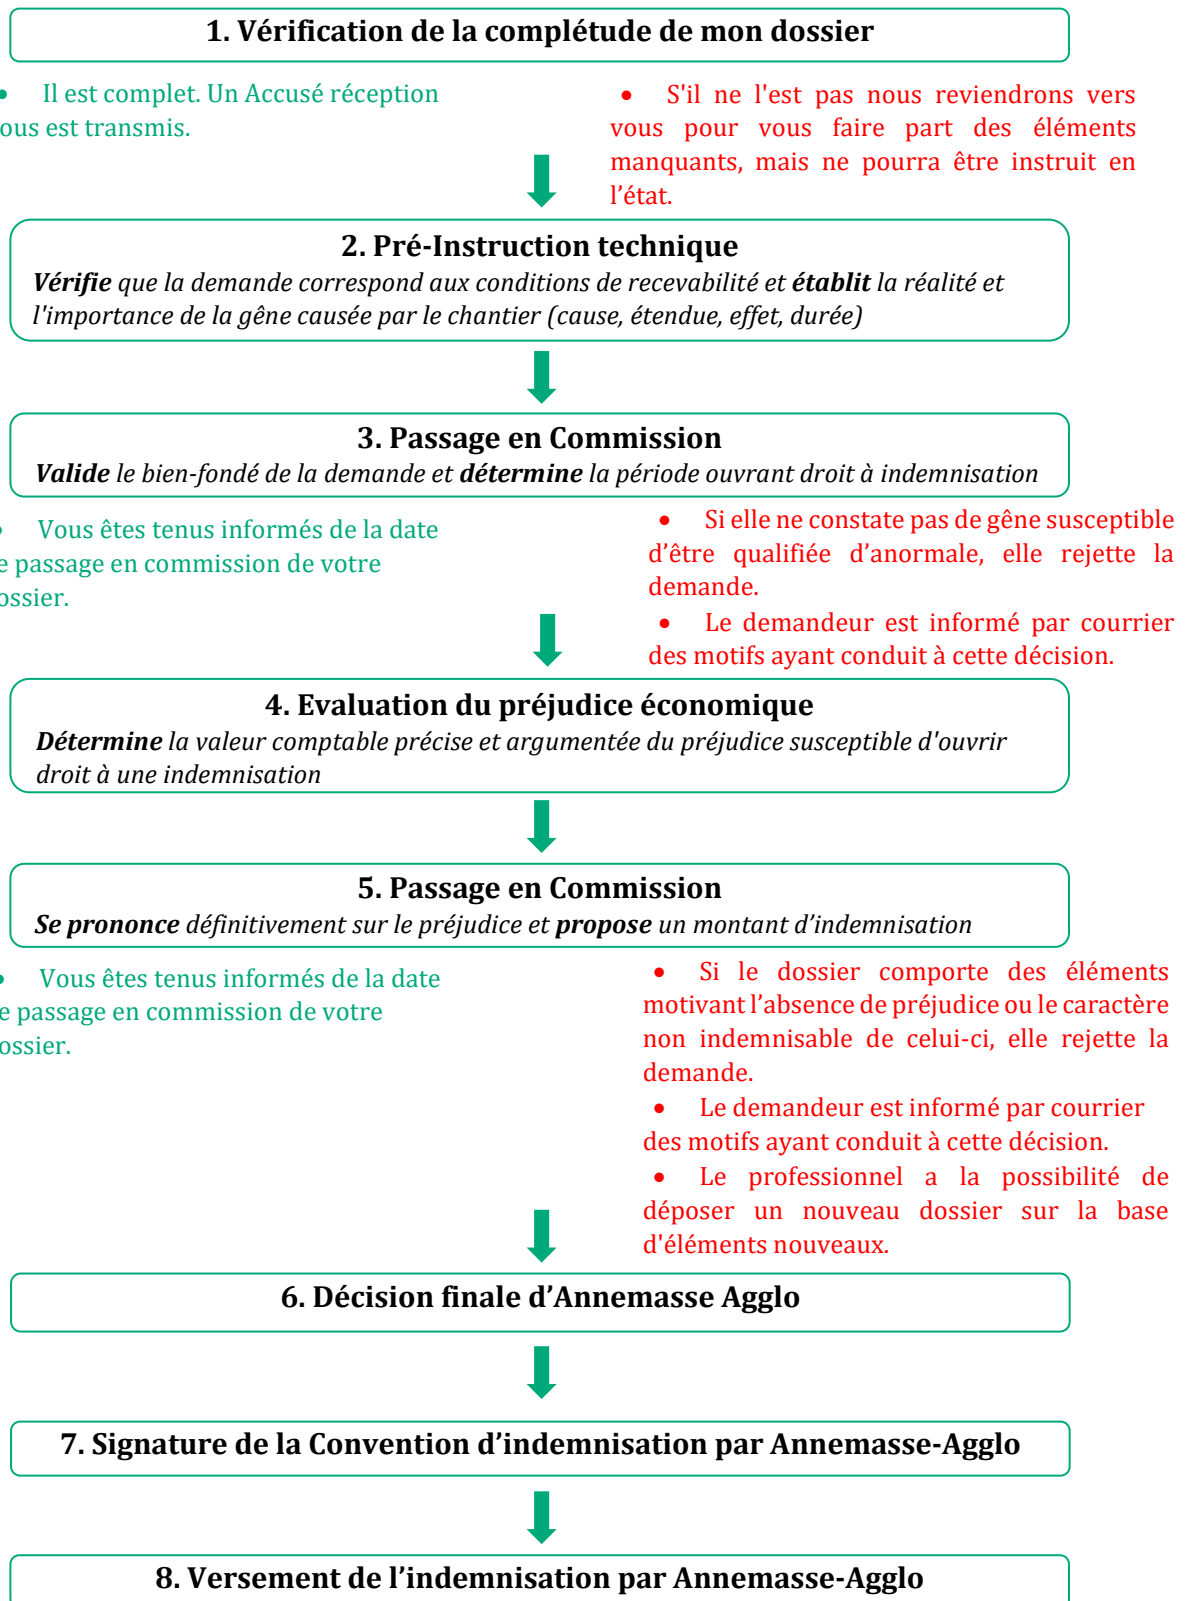 1. Vérification de la complétude de mon dossier
• Il est complet. Un Accusé réception
ous est transmis.
• S'il ne l'est pas nous reviendrons vers
vous pour vous faire part des éléments
manquants, mais ne pourra être instruit en
l'état.
2. Pré-Instruction technique
Vérifie que la demande correspond aux conditions de recevabilité et établit la réalité et
l'importance de la gêne causée par le chantier (cause, étendue, effet, durée)
3. Passage en Commission
Valide le bien-fondé de la demande et détermine la période ouvrant droit à indemnisation
• Vous êtes tenus informés de la date
e passage en commission de votre
ossier.
• Si elle ne constate pas de gêne susceptible
d'être qualifiée d'anormale, elle rejette la
demande.
• Le demandeur est informé par courrier
des motifs ayant conduit à cette décision.
4. Evaluation du préjudice économique
Détermine la valeur comptable précise et argumentée du préjudice susceptible d'ouvrir
droit à une indemnisation
5. Passage en Commission
Se prononce définitivement sur le préjudice et propose un montant d'indemnisation
• Vous êtes tenus informés de la date
e passage en commission de votre
ossier.
• Si le dossier comporte des éléments
motivant l'absence de préjudice ou le caractère
non indemnisable de celui-ci, elle rejette la
demande.
• Le demandeur est informé par courrier
des motifs ayant conduit à cette décision.
• Le professionnel a la possibilité de
déposer un nouveau dossier sur la base
d'éléments nouveaux.
6. Décision finale d'Annemasse Agglo
7. Signature de la Convention d'indemnisation par Annemasse-Agglo
8. Versement de l'indemnisation par Annemasse-Agglo